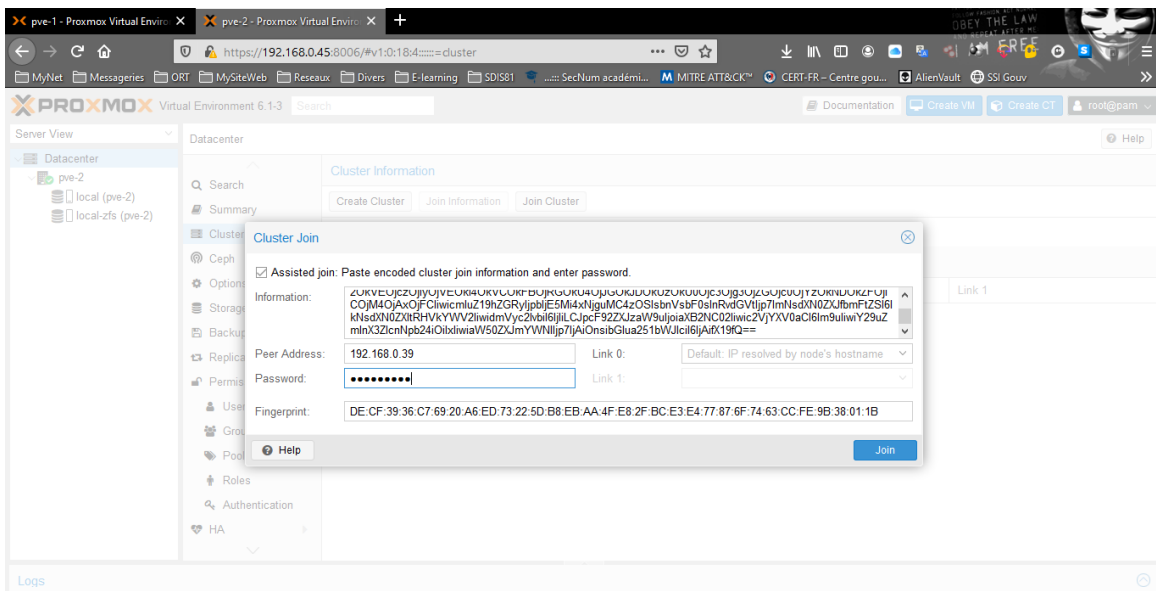 pve-1 - Proxmox Virtual Enviro
pve-2 - Proxmox Virtual Enviro
OBEY THE LAW
FREE
https://192.168.0.45:8006/#v1:0:18:4::::::=cluster
MyNet Messageries ORT MySiteWeb Reseaux Divers E-learning SDIS81 ...::: SecNum académi... MITRE ATT&CK™ CERT-FR – Centre gou... AlienVault SSI Gouv
PROXMOX Virtual Environment 6.1-3 Search Documentation Create VM Create CT root@pam
Server View
Datacenter
Help
Datacenter
pve-2
local (pve-2)
local-zfs (pve-2)
Search
Summary
Cluster
Ceph
Options
Storage
Backup
Replica
Permis
User
Grou
Pool
Roles
Authentication
HA
Cluster Information
Create Cluster Join Information Join Cluster
Link 1
Cluster Join
Assisted join: Paste encoded cluster join information and enter password.
Information:
Peer Address: 192.168.0.39
Link 0: Default: IP resolved by node's hostname
Password: ●●●●●●●●●
Link 1:
Fingerprint: DE:CF:39:36:C7:69:20:A6:ED:73:22:5D:B8:EB:AA:4F:E8:2F:BC:E3:E4:77:87:6F:74:63:CC:FE:9B:38:01:1B
Help
Join
Logs